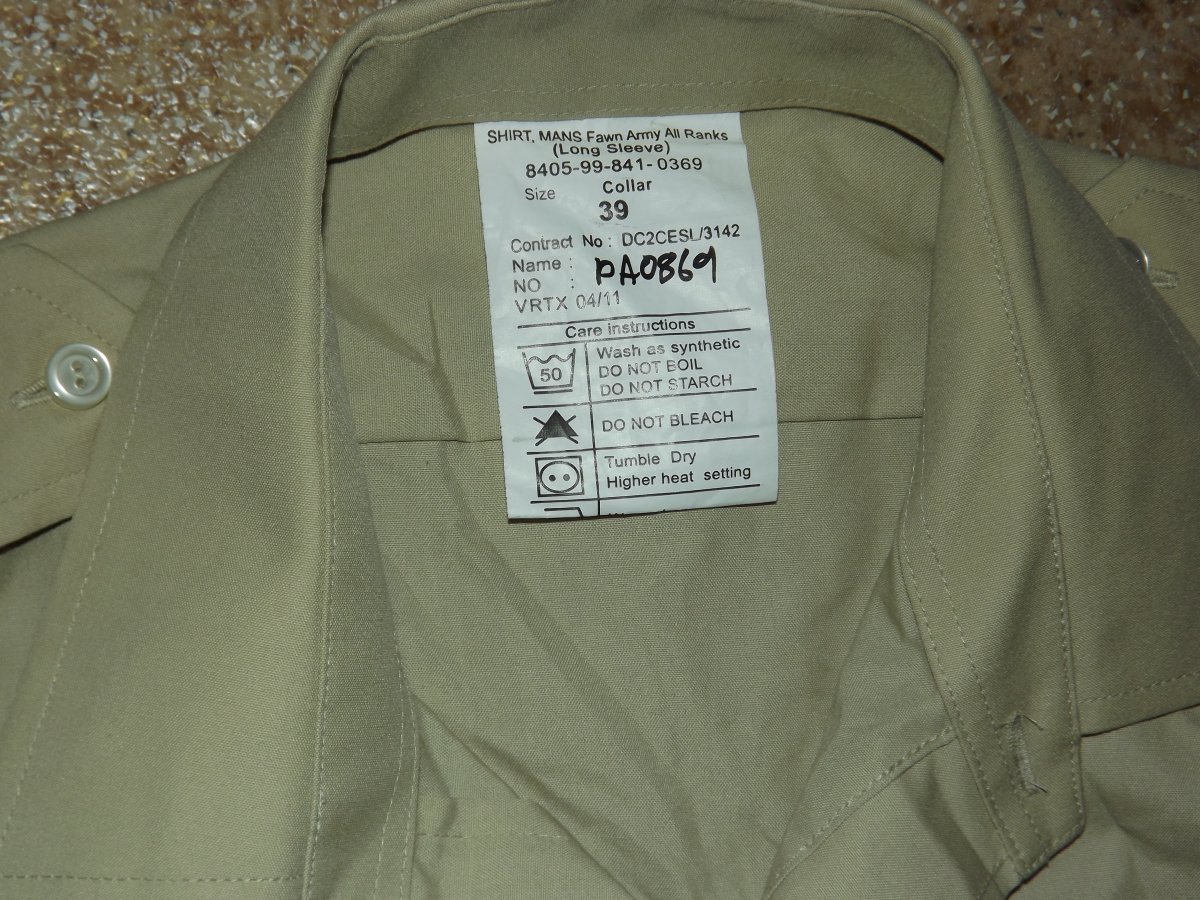 SHIRT, MANS Fawn Army All Ranks
(Long Sleeve)
8405-99-841-0369
Size Collar
39
Contract No : DC2CESL/3142
Name :
NO : PA0869
VRTX 04/11
Care instructions
50 Wash as synthetic
DO NOT BOIL
DO NOT STARCH
DO NOT BLEACH
Tumble Dry
Higher heat setting